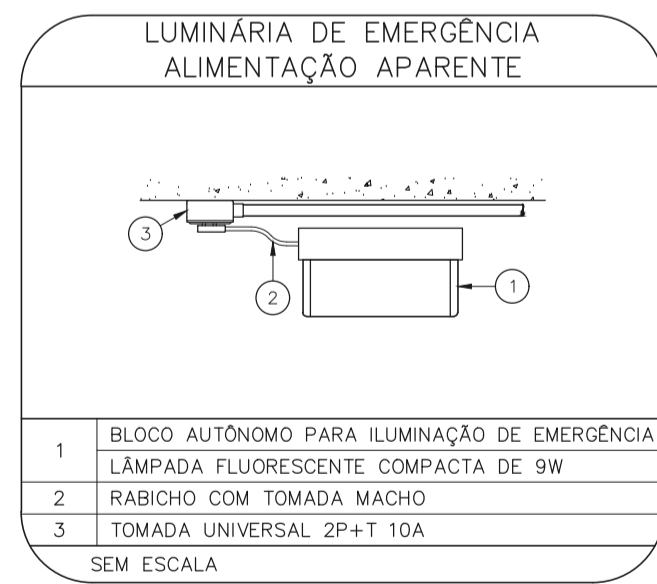 LUMINÁRIA DE EMERGÊNCIA
ALIMENTAÇÃO APARENTE
3
2
1
1 BLOCO AUTÔNOMO PARA ILUMINAÇÃO DE EMERGÊNCIA
LÂMPADA FLUORESCENTE COMPACTA DE 9W
2 RABICHO COM TOMADA MACHO
3 TOMADA UNIVERSAL 2P+T 10A
SEM ESCALA